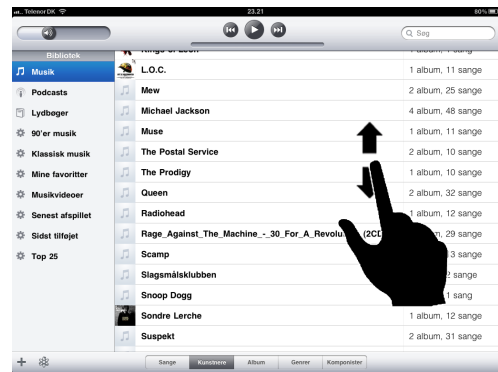 Telenor DK 23.21 80%
Søg
Bibliotek
Musik
Podcasts
Lydbøger
90'er musik
Klassisk musik
Mine favoritter
Musikvideoer
Senest afspillet
Sidst tilføjet
Top 25
L.O.C. 1 album, 11 sange
Mew 2 album, 25 sange
Michael Jackson 4 album, 48 sange
Muse 1 album, 11 sange
The Postal Service 2 album, 10 sange
The Prodigy 1 album, 10 sange
Queen 2 album, 32 sange
Radiohead 1 album, 12 sange
Rage_Against_The_Machine_-_30_For_A_Revolu (2CD 29 sange
Scamp 3 sange
Slagsmålsklubben sange
Snoop Dogg 1 sang
Sondre Lerche 1 album, 12 sange
Suspekt 2 album, 31 sange
Sange Kunstnere Album Genrer Komponister